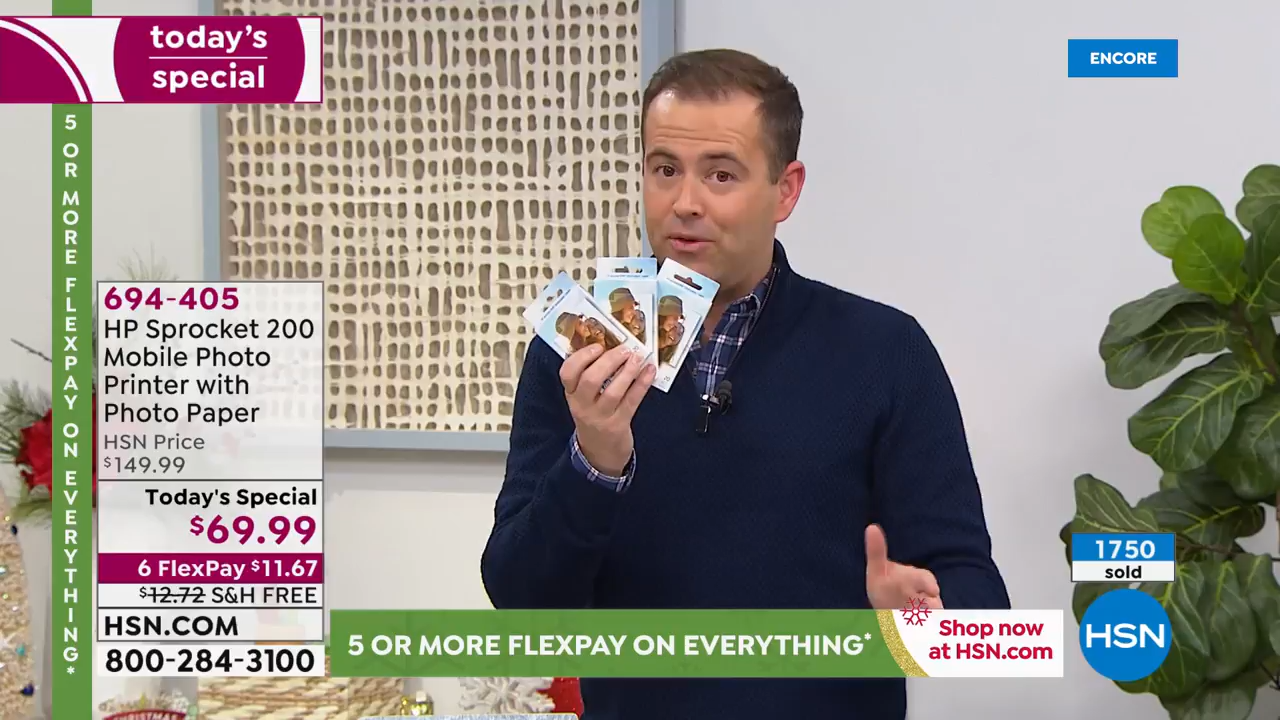 today's
special
ENCORE
5 OR MORE FLEXPAY ON EVERYTHING*
694-405
HP Sprocket 200
Mobile Photo
Printer with
Photo Paper
HSN Price
$149.99
Today's Special
$69.99
6 FlexPay $11.67
$12.72 S&H FREE
HSN.COM
800-284-3100
5 OR MORE FLEXPAY ON EVERYTHING*
Shop now
at HSN.com
1750
sold
HSN
20
CHRISTMAS